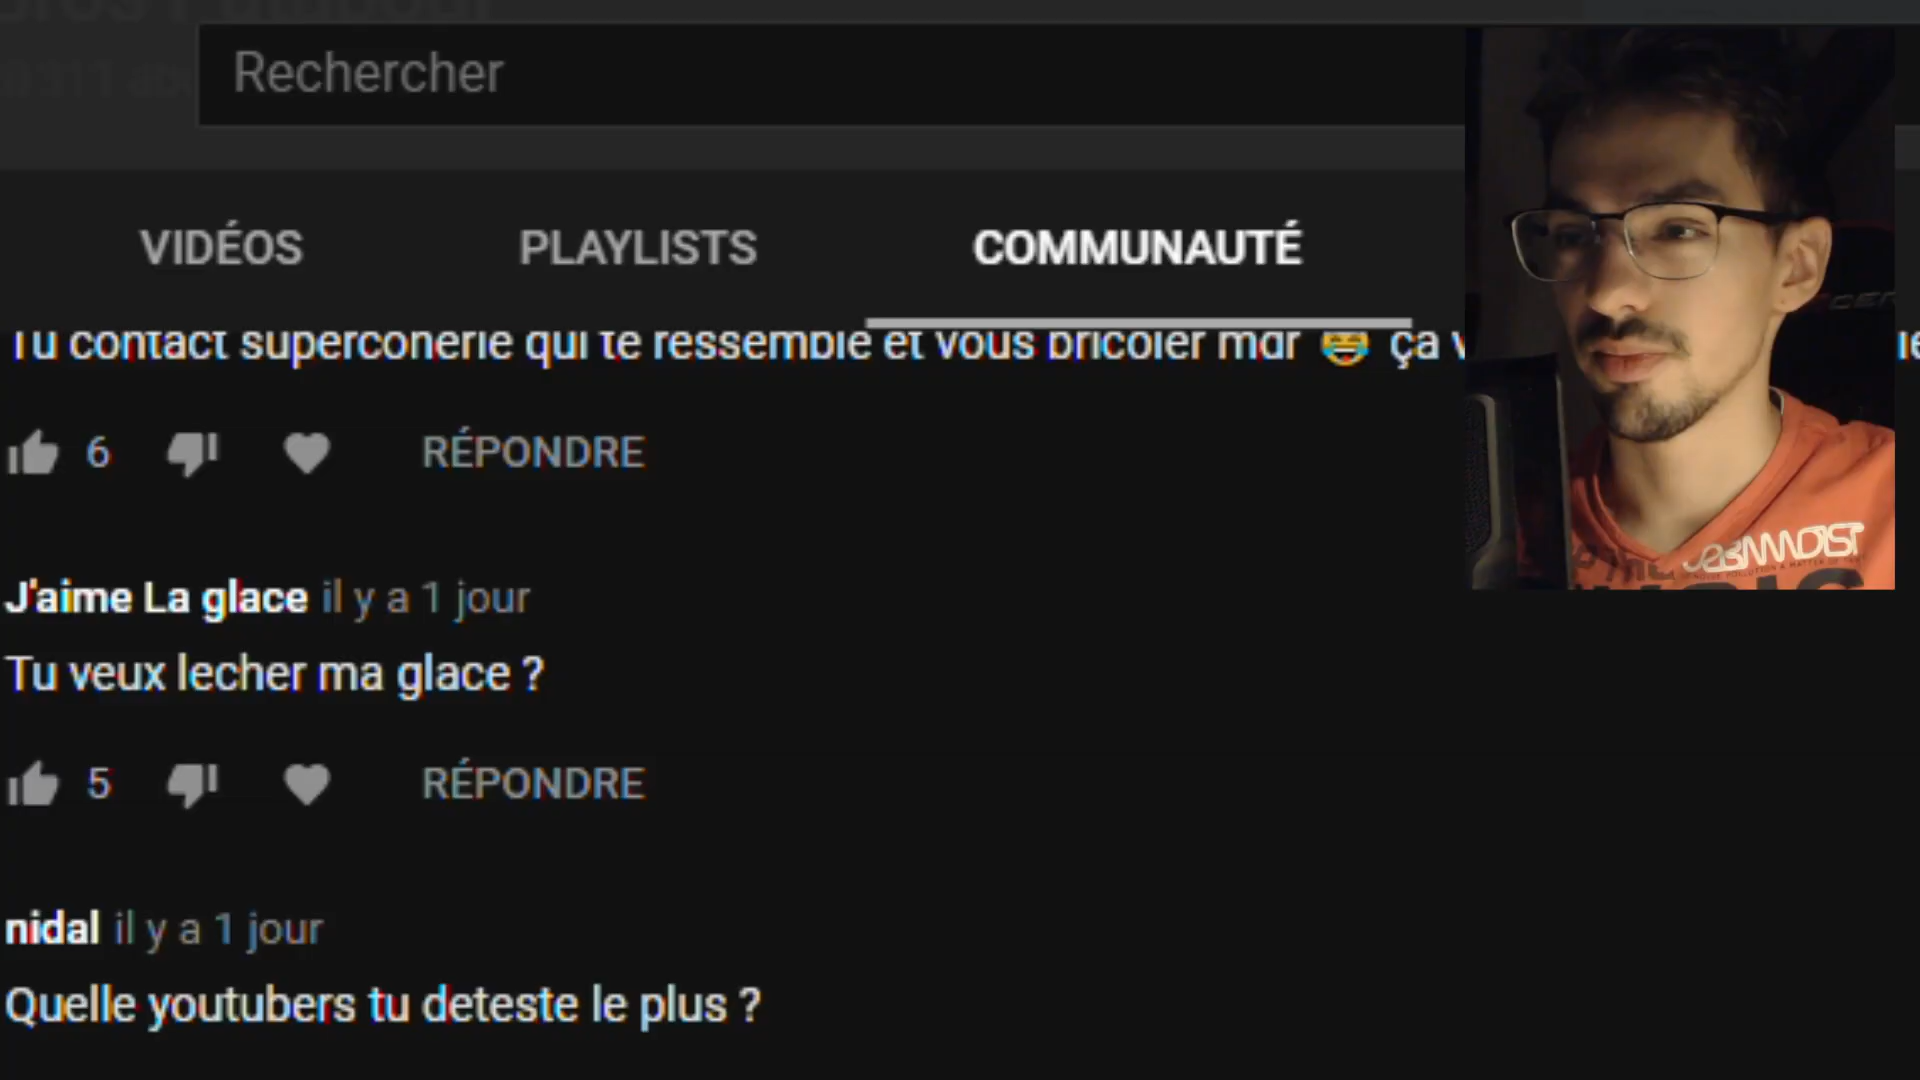 Rechercher
VIDÉOS PLAYLISTS COMMUNAUTÉ
Tu contact superconerie qui te ressemble et vous bricoler mdr 😂 ça
6 RÉPONDRE
J'aime La glace il y a 1 jour
Tu veux lecher ma glace ?
5 RÉPONDRE
nidal il y a 1 jour
Quelle youtubers tu deteste le plus ?